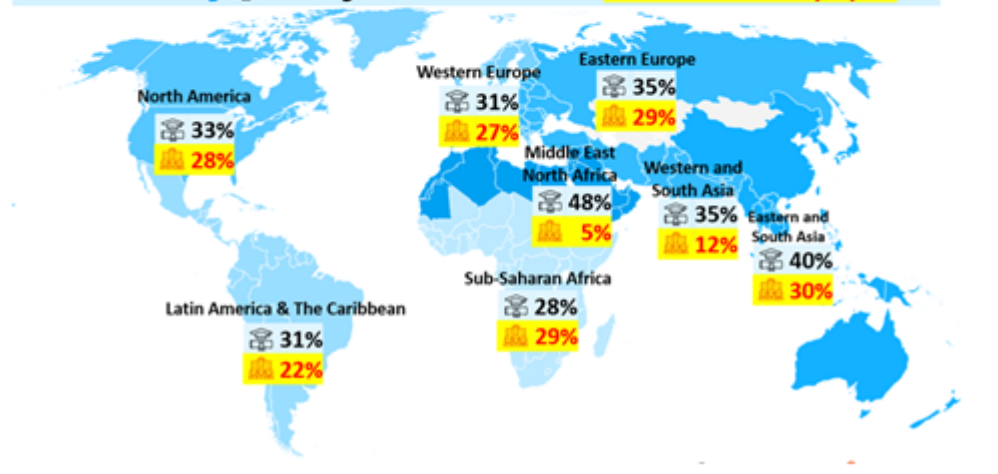 North America
33%
28%
Western Europe
31%
27%
Eastern Europe
35%
29%
Middle East
North Africa
48%
5%
Western and
South Asia
35%
12%
Eastern and
South Asia
40%
30%
Sub-Saharan Africa
28%
29%
Latin America & The Caribbean
31%
22%